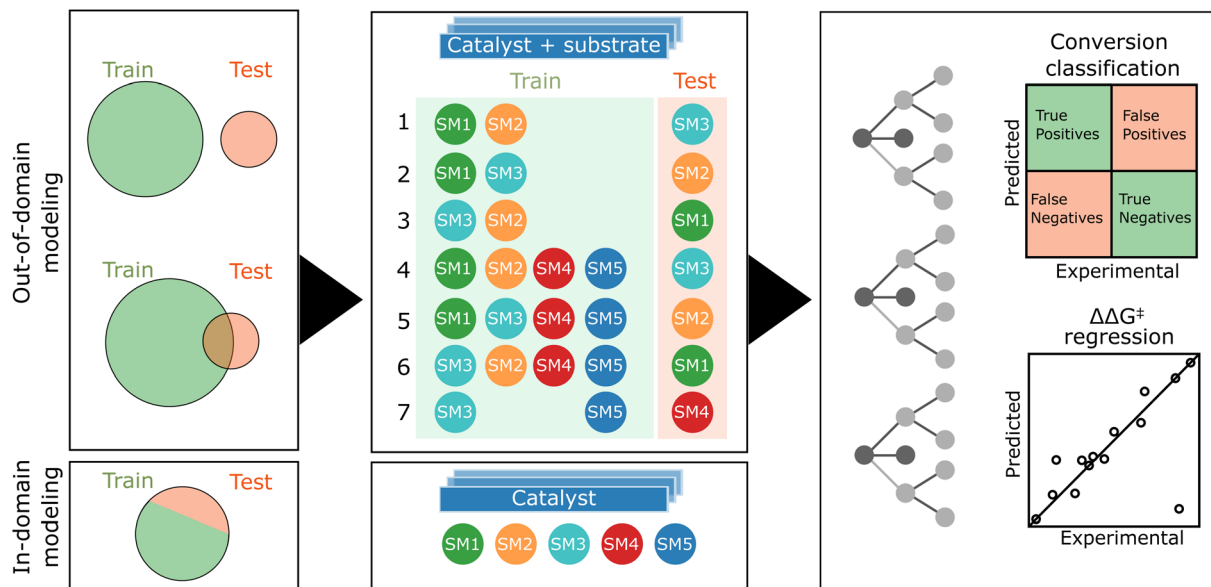 Out-of-domain
modeling
Train
Test
Train
Test
In-domain
modeling
Train
Test
Catalyst + substrate
Train
Test
1 SM1 SM2 SM3
2 SM1 SM3 SM2
3 SM3 SM2 SM1
4 SM1 SM2 SM4 SM5 SM3
5 SM1 SM3 SM4 SM5 SM2
6 SM3 SM2 SM4 SM5 SM1
7 SM3 SM5 SM4
Catalyst
SM1 SM2 SM3 SM4 SM5
Conversion
classification
Predicted
True
Positives
False
Positives
False
Negatives
True
Negatives
Experimental
ΔΔG‡
regression
Predicted
Experimental